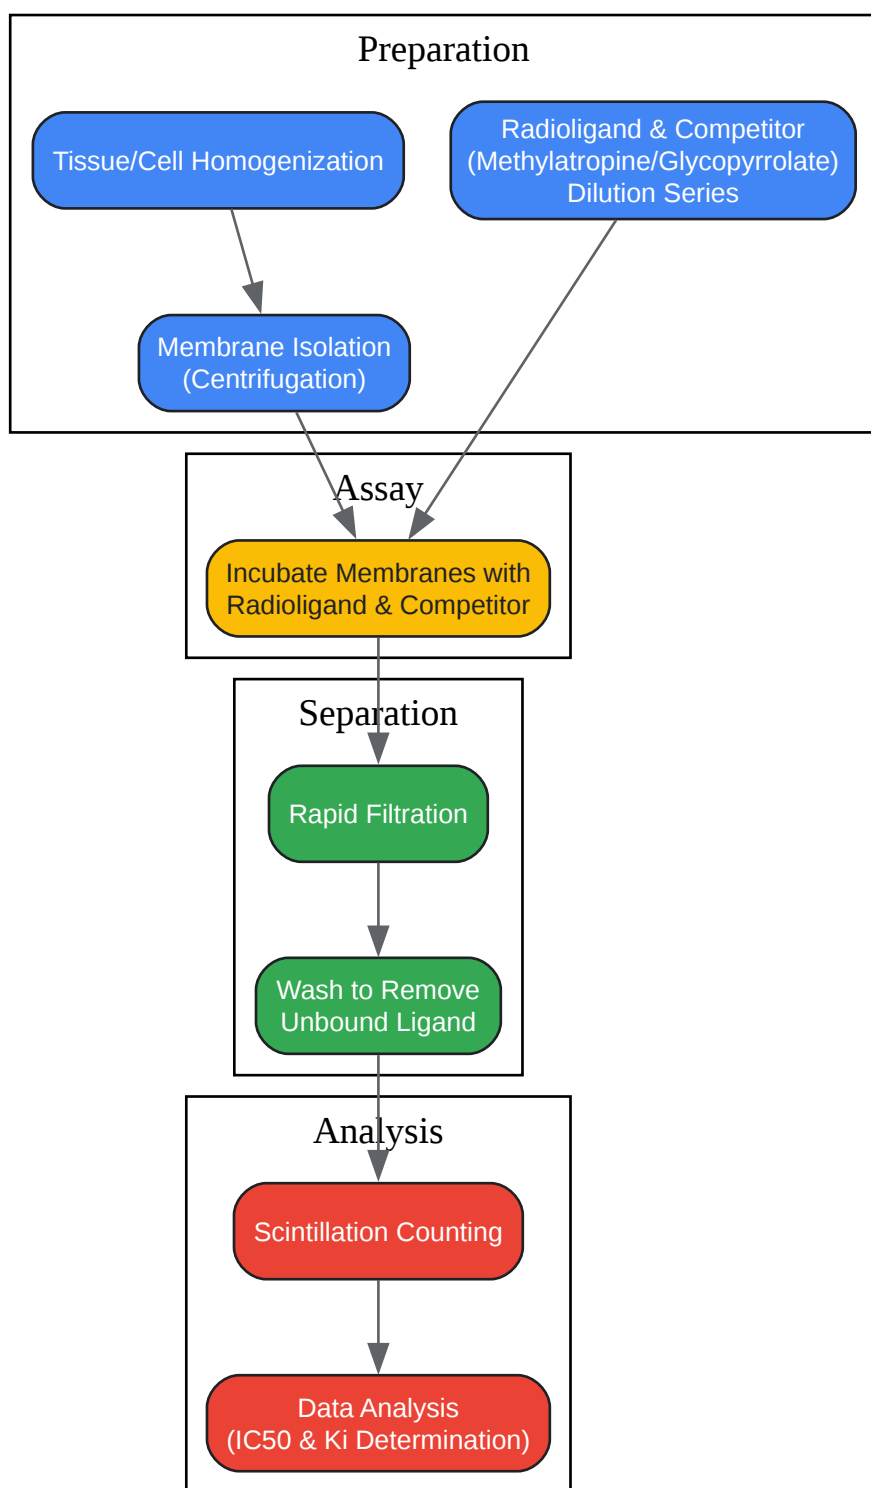 Preparation
Tissue/Cell Homogenization
Radioligand & Competitor
(Methylatropine/Glycopyrrolate)
Dilution Series
Membrane Isolation
(Centrifugation)
Assay
Incubate Membranes with
Radioligand & Competitor
Separation
Rapid Filtration
Wash to Remove
Unbound Ligand
Analysis
Scintillation Counting
Data Analysis
(IC50 & Ki Determination)